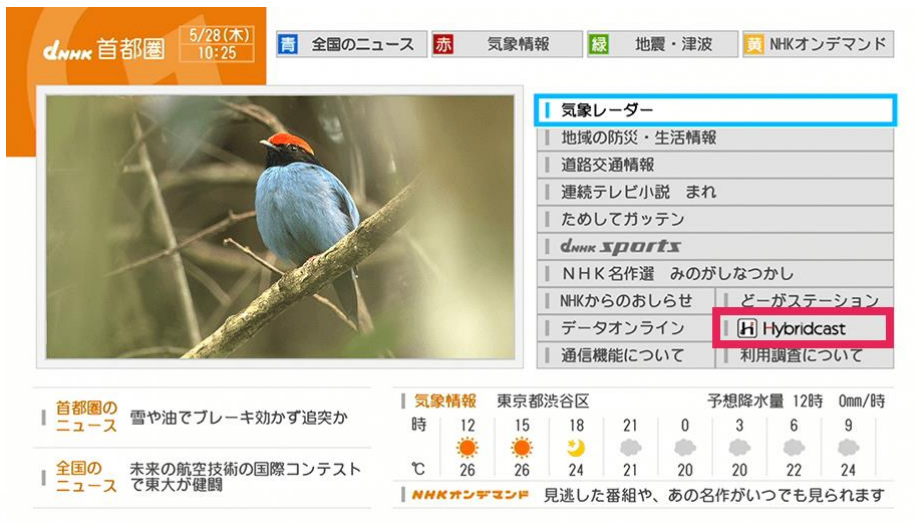 dNHK 首都圏
5/28(木)
10:25
青 全国のニュース
赤 気象情報
緑 地震・津波
黄 NHKオンデマンド
気象レーダー
地域の防災・生活情報
道路交通情報
連続テレビ小説 まれ
ためしてガッテン
dNHK sports
NHK名作選 みのがしなつかし
NHKからのおしらせ
どーがステーション
データオンライン
Hybridcast
通信機能について
利用調査について
首都圏の
ニュース
雪や油でブレーキ効かず追突か
全国の
ニュース
未来の航空技術の国際コンテスト
で東大が健闘
気象情報 東京都渋谷区 予想降水量 12時 0mm/時
時 12 15 18 21 0 3 6 9
℃ 26 26 24 21 20 20 22 24
NHKオンデマンド 見逃した番組や、あの名作がいつでも見られます